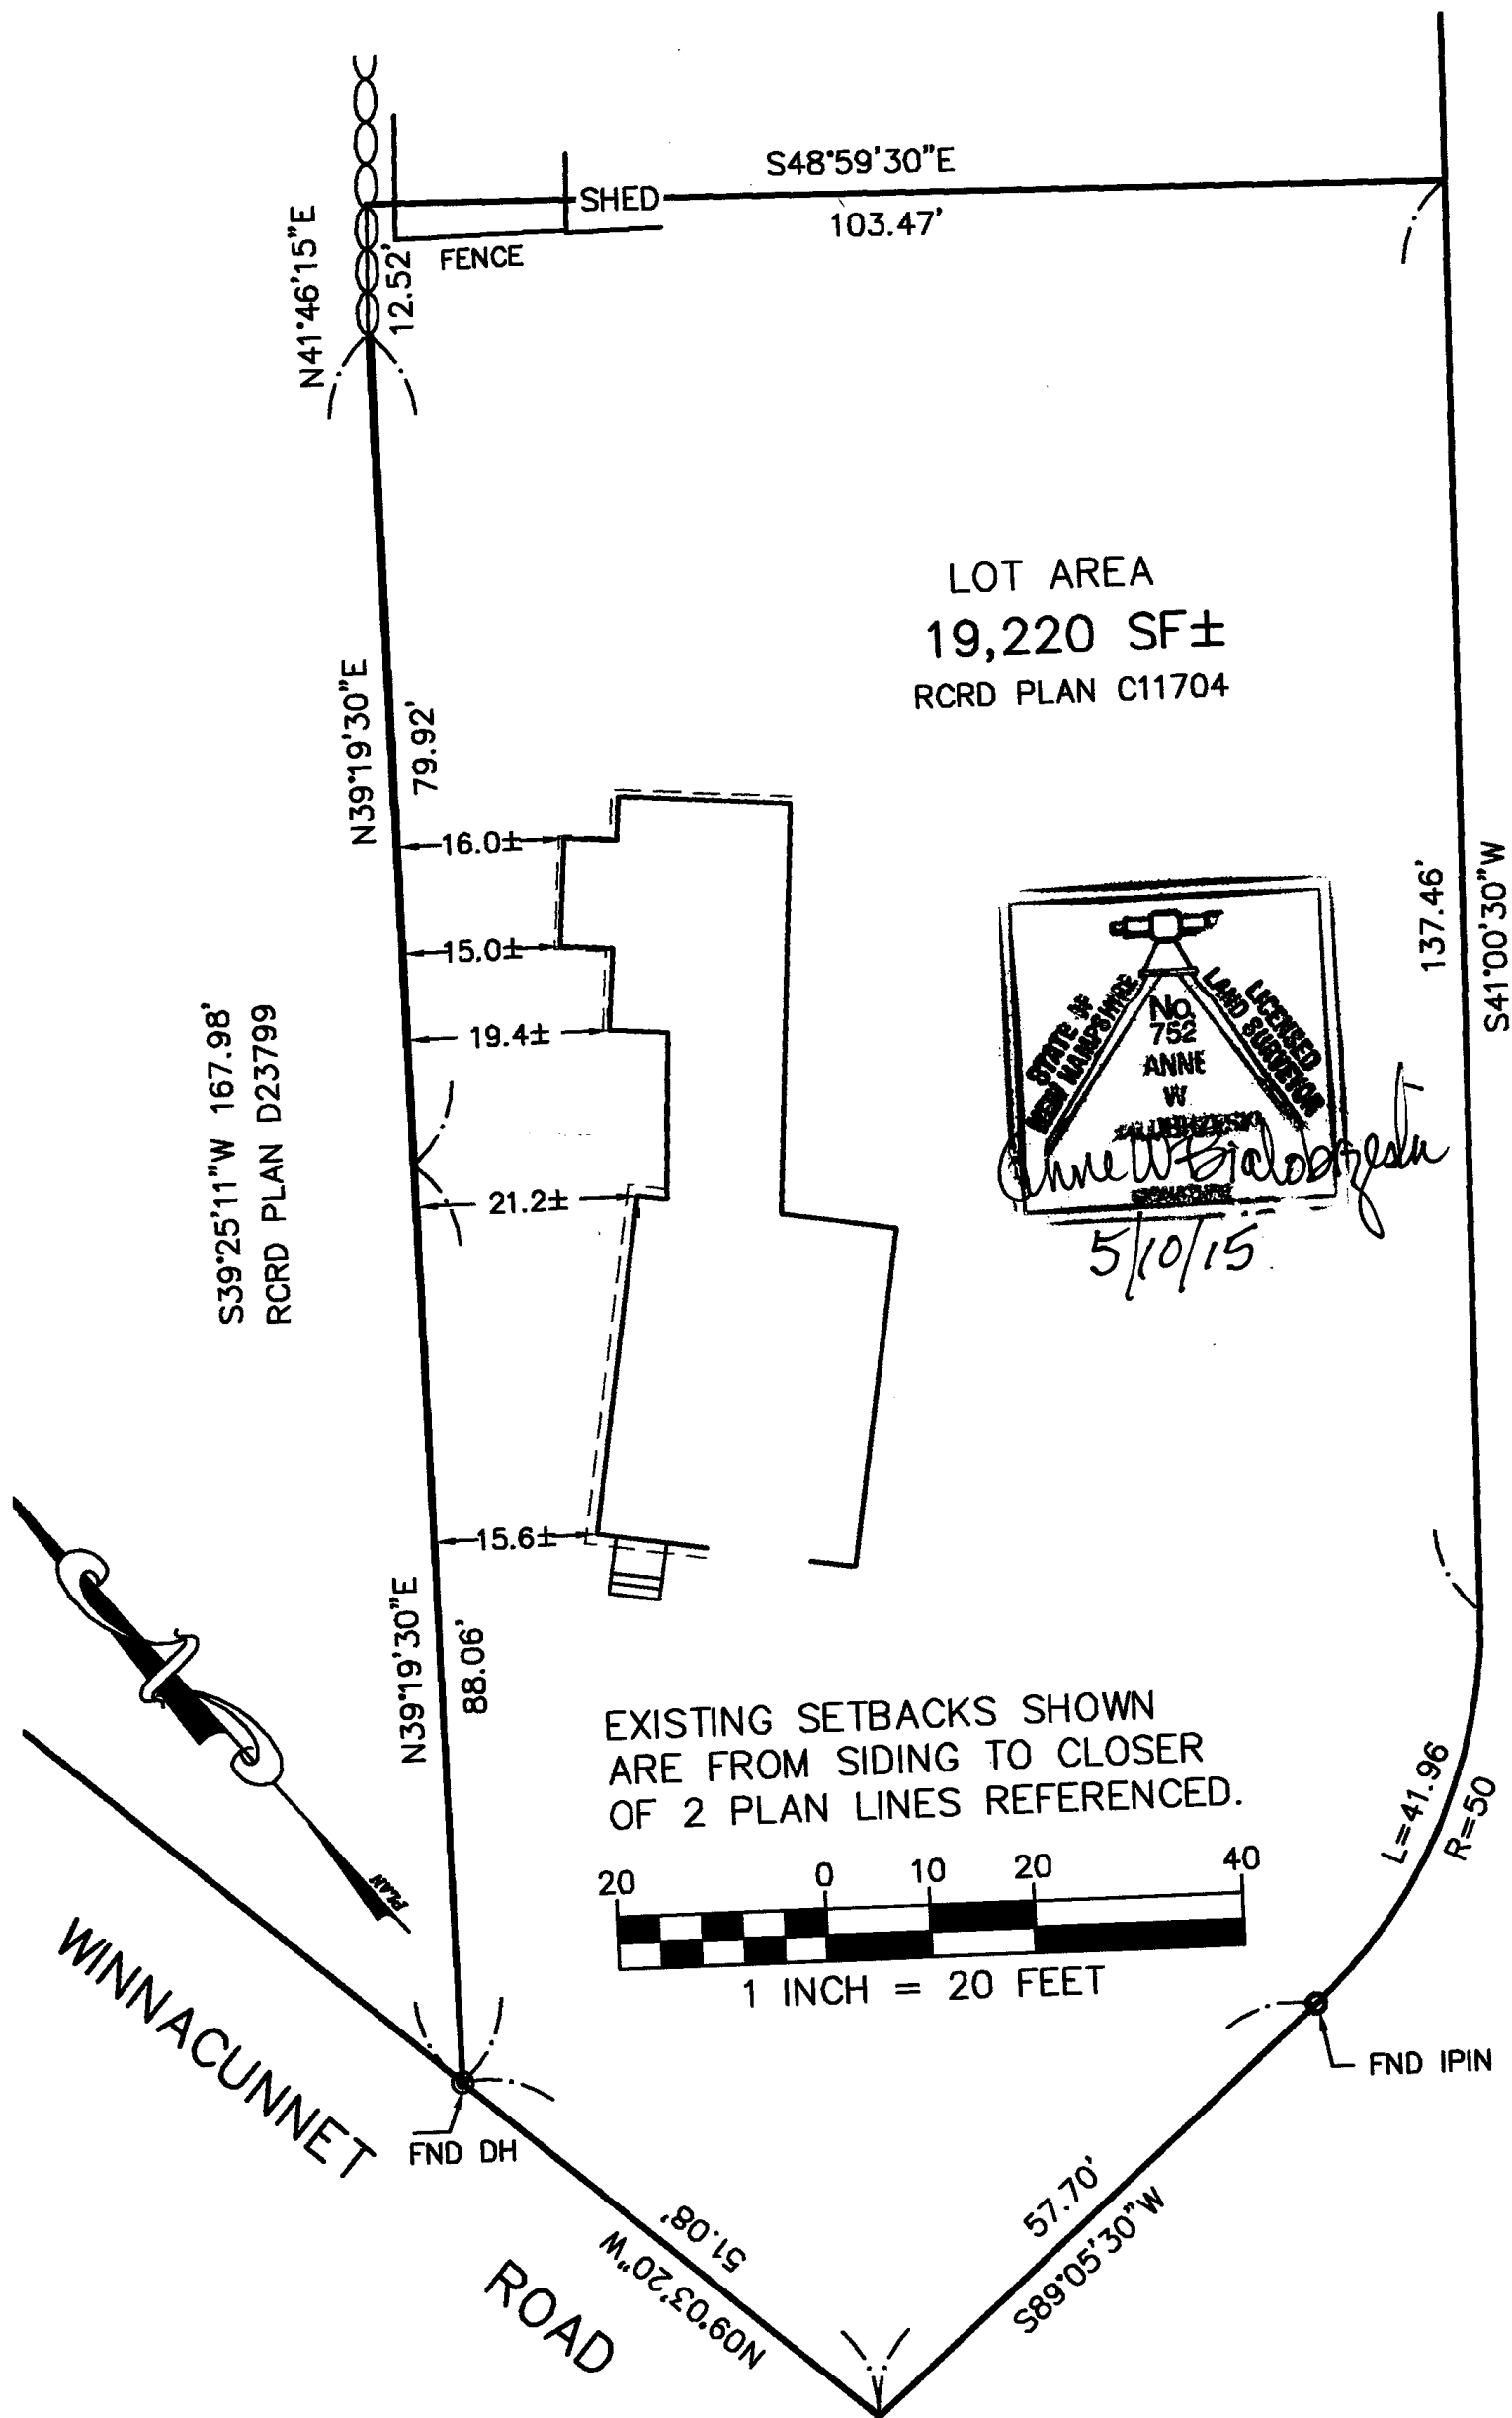 S48°59'30"E
SHED
103.47'
FENCE
N41°46'15"E
12.52'
LOT AREA
19,220 SF±
RCRD PLAN C11704
N39°19'30"E
79.92'
16.0±
15.0±
19.4±
21.2±
15.6±
137.46'
S41°00'30"W
STATE OF
NEW HAMPSHIRE
LICENSED
LAND SURVEYOR
No.
752
ANNE
W
Anne W Bialobrzeski
SIGNATURE
5/10/15
S39°25'11"W 167.98'
RCRD PLAN D23799
N39°19'30"E
88.06'
EXISTING SETBACKS SHOWN
ARE FROM SIDING TO CLOSER
OF 2 PLAN LINES REFERENCED.
20 0 10 20 40
1 INCH = 20 FEET
L=41.96
R=50
PLAN
WINNACUNNET
ROAD
FND DH
FND IPIN
51.08'
N09°03'20"W
57.70'
S89°05'30"W